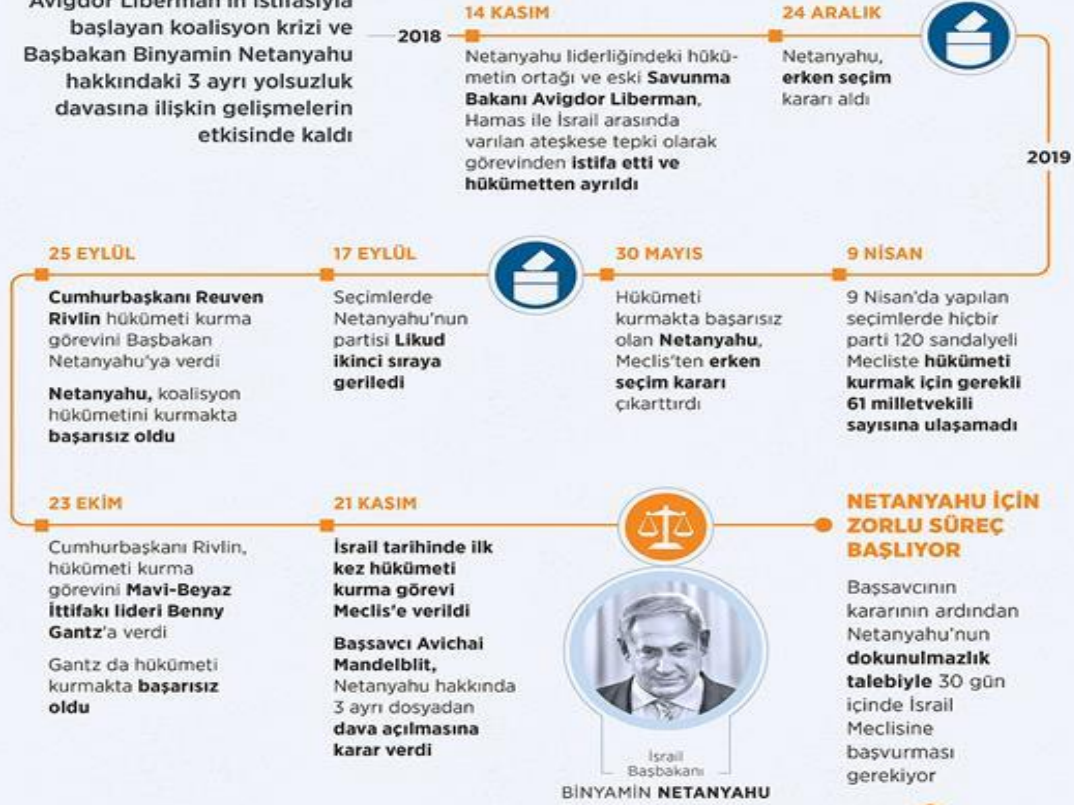 Avigdor Liberman'ın istifasıyla
başlayan koalisyon krizi ve
Başbakan Binyamin Netanyahu
hakkındaki 3 ayrı yolsuzluk
davasına ilişkin gelişmelerin
etkisinde kaldı
2018
14 KASIM
Netanyahu liderliğindeki hükü-
metin ortağı ve eski Savunma
Bakanı Avigdor Liberman,
Hamas ile İsrail arasında
varılan ateşkese tepki olarak
görevinden istifa etti ve
hükümetten ayrıldı
24 ARALIK
Netanyahu,
erken seçim
kararı aldı
2019
9 NİSAN
9 Nisan'da yapılan
seçimlerde hiçbir
parti 120 sandalyeli
Mecliste hükümeti
kurmak için gerekli
61 milletvekili
sayısına ulaşamadı
30 MAYIS
Hükümeti
kurmakta başarısız
olan Netanyahu,
Meclis'ten erken
seçim kararı
çıkarttırdı
17 EYLÜL
Seçimlerde
Netanyahu'nun
partisi Likud
ikinci sıraya
geriledi
25 EYLÜL
Cumhurbaşkanı Reuven
Rivlin hükümeti kurma
görevini Başbakan
Netanyahu'ya verdi
Netanyahu, koalisyon
hükümetini kurmakta
başarısız oldu
23 EKİM
Cumhurbaşkanı Rivlin,
hükümeti kurma
görevini Mavi-Beyaz
İttifakı lideri Benny
Gantz'a verdi
Gantz da hükümeti
kurmakta başarısız
oldu
21 KASIM
İsrail tarihinde ilk
kez hükümeti
kurma görevi
Meclis'e verildi
Başsavcı Avichai
Mandelblit,
Netanyahu hakkında
3 ayrı dosyadan
dava açılmasına
karar verdi
İsrail
Başbakanı
BİNYAMİN NETANYAHU
NETANYAHU İÇİN
ZORLU SÜREÇ
BAŞLIYOR
Başsavcının
kararının ardından
Netanyahu'nun
dokunulmazlık
talebiyle 30 gün
içinde İsrail
Meclisine
başvurması
gerekiyor